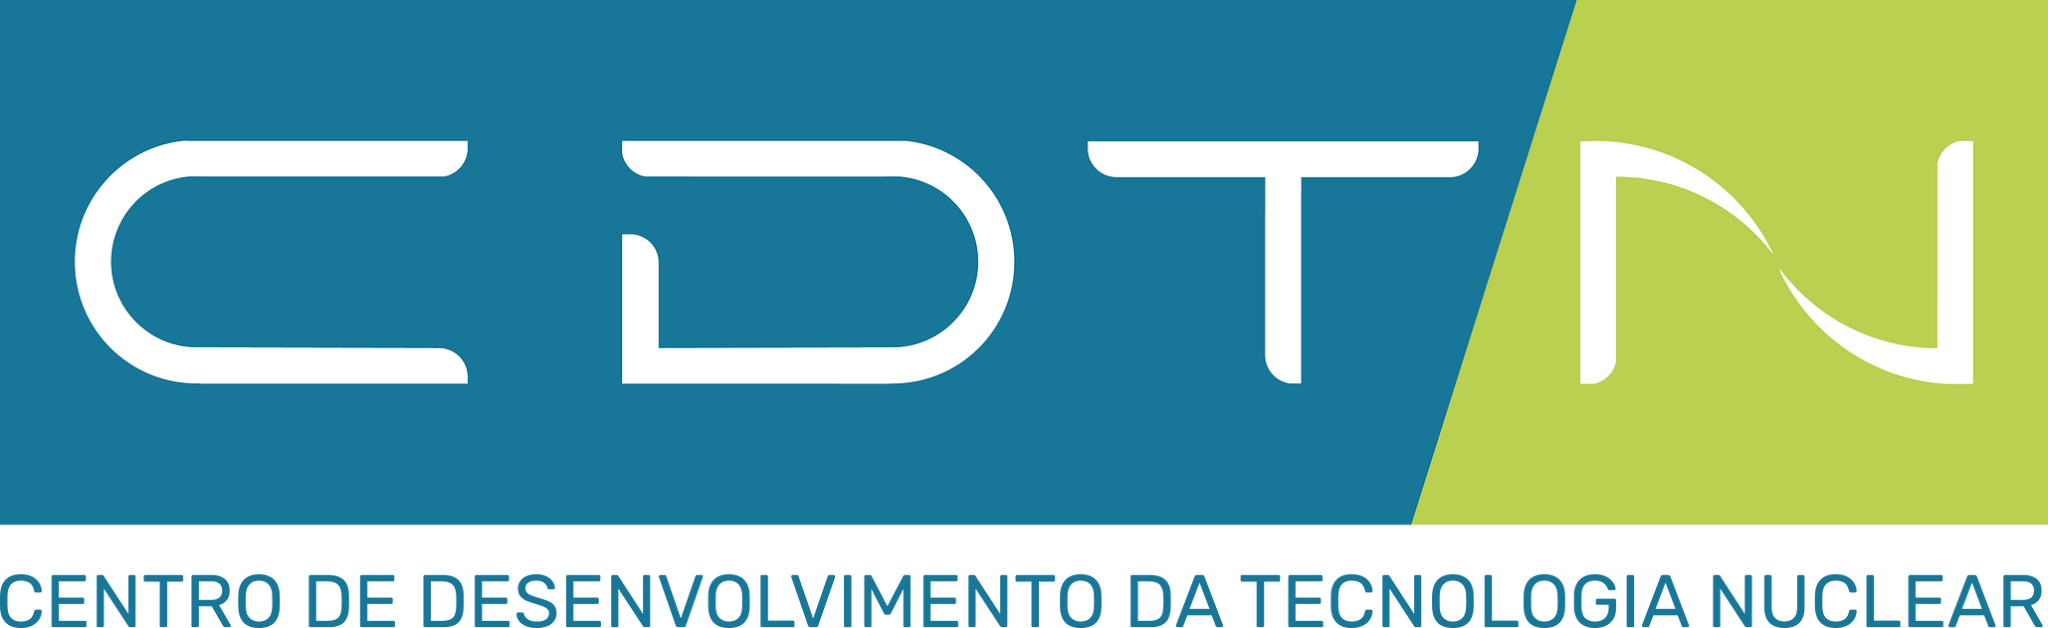 CDTN
CENTRO DE DESENVOLVIMENTO DA TECNOLOGIA NUCLEAR